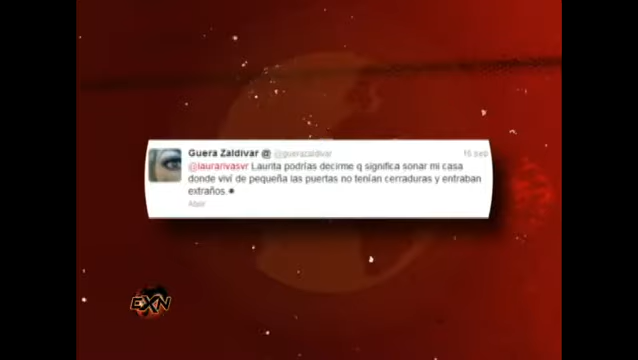 Guera Zaldivar @ @guerazaldivar 16 sep
@laurarivasvr Laurita podrías decirme q significa sonar mi casa
donde viví de pequeña las puertas no tenían cerraduras y entraban
extraños.
Abrir
EXN